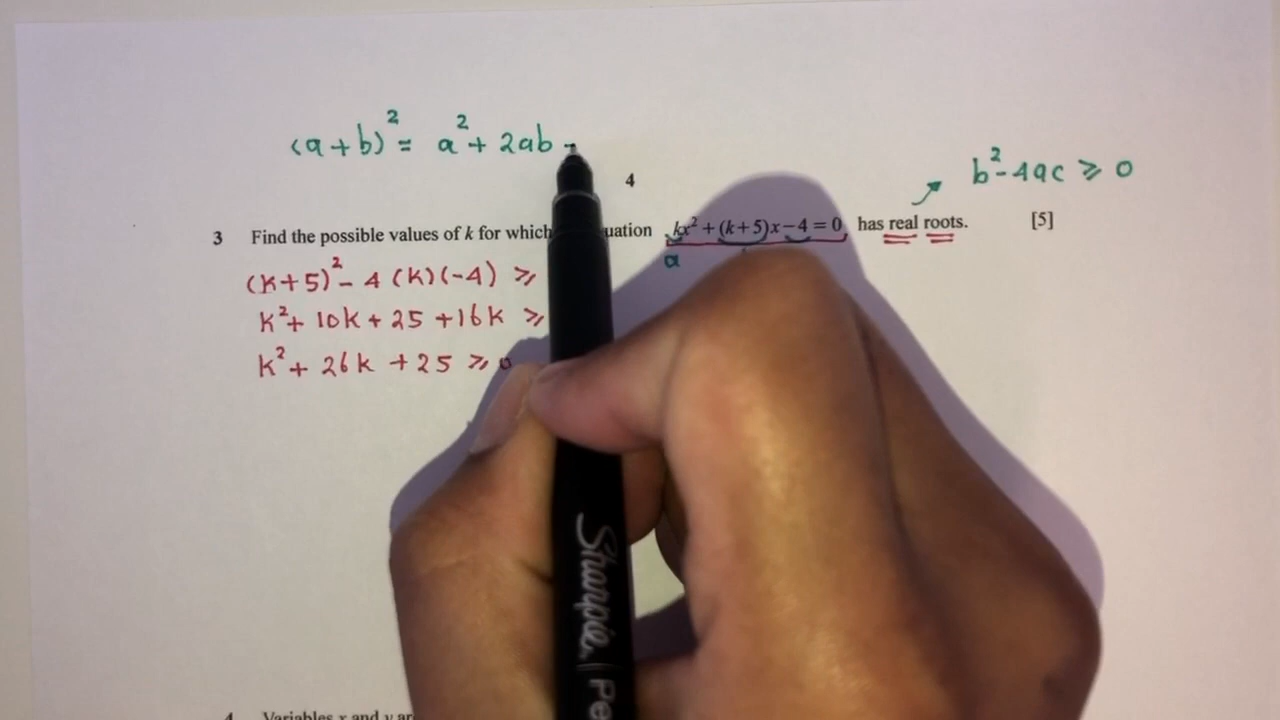 (a+b)² = a² + 2ab
4
b²-4ac ⩾ 0
3 Find the possible values of k for which uation kx² + (k+5)x − 4 = 0 has real roots. [5]
a
(k+5)² - 4 (k)(-4) ⩾
k² + 10k + 25 + 16k ⩾
k² + 26k + 25 ⩾ 0
4 Variables x and y ar
Sharpie. Pe